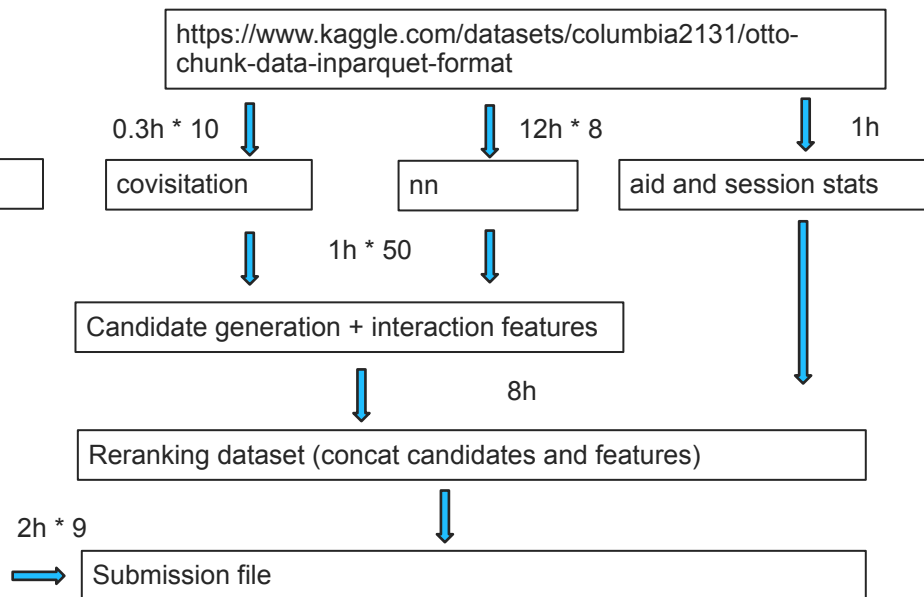 https://www.kaggle.com/datasets/columbia2131/otto-
chunk-data-inparquet-format
0.3h * 10
12h * 8
1h
covisitation
nn
aid and session stats
1h * 50
Candidate generation + interaction features
8h
Reranking dataset (concat candidates and features)
2h * 9
Submission file